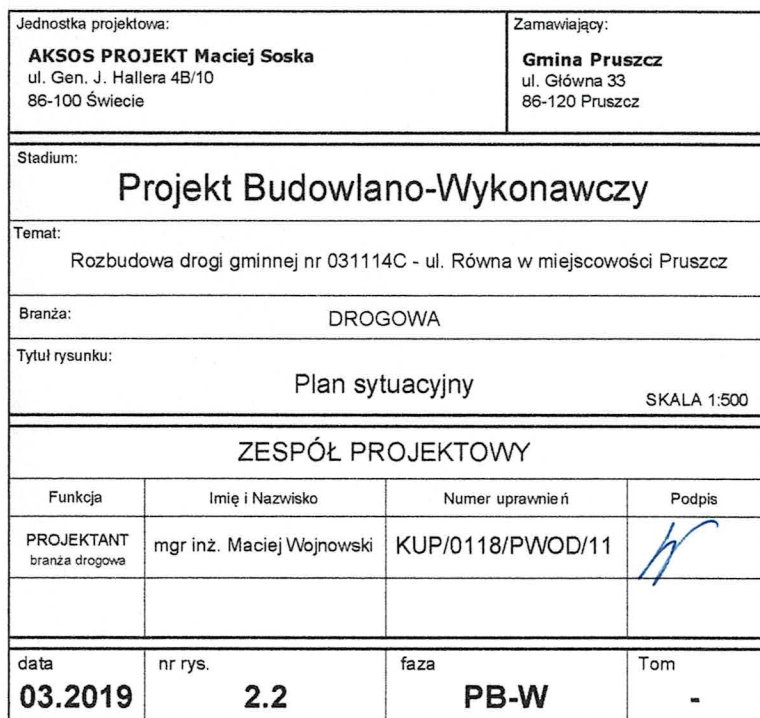 Jednostka projektowa:
AKSOS PROJEKT Maciej Soska
ul. Gen. J. Hallera 4B/10
86-100 Świecie
Zamawiający:
Gmina Pruszcz
ul. Główna 33
86-120 Pruszcz
Stadium:
Projekt Budowlano-Wykonawczy
Temat:
Rozbudowa drogi gminnej nr 031114C - ul. Równa w miejscowości Pruszcz
Branża:
DROGOWA
Tytuł rysunku:
Plan sytuacyjny
SKALA 1:500
ZESPÓŁ PROJEKTOWY
Funkcja Imię i Nazwisko Numer uprawnień Podpis
PROJEKTANT
branża drogowa
mgr inż. Maciej Wojnowski KUP/0118/PWOD/11
data nr rys. faza Tom
03.2019 2.2 PB-W -